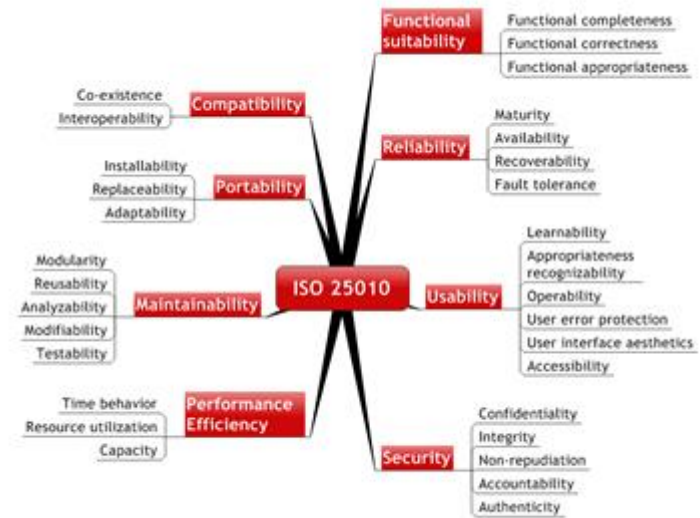 Functional
suitability
Functional completeness
Functional correctness
Functional appropriateness
Co-existence
Interoperability
Compatibility
Reliability
Maturity
Availability
Recoverability
Fault tolerance
Installability
Replaceability
Adaptability
Portability
ISO 25010
Usability
Learnability
Appropriateness
recognizability
Operability
User error protection
User interface aesthetics
Accessibility
Modularity
Reusability
Analyzability
Modifiability
Testability
Maintainability
Time behavior
Resource utilization
Capacity
Performance
Efficiency
Security
Confidentiality
Integrity
Non-repudiation
Accountability
Authenticity